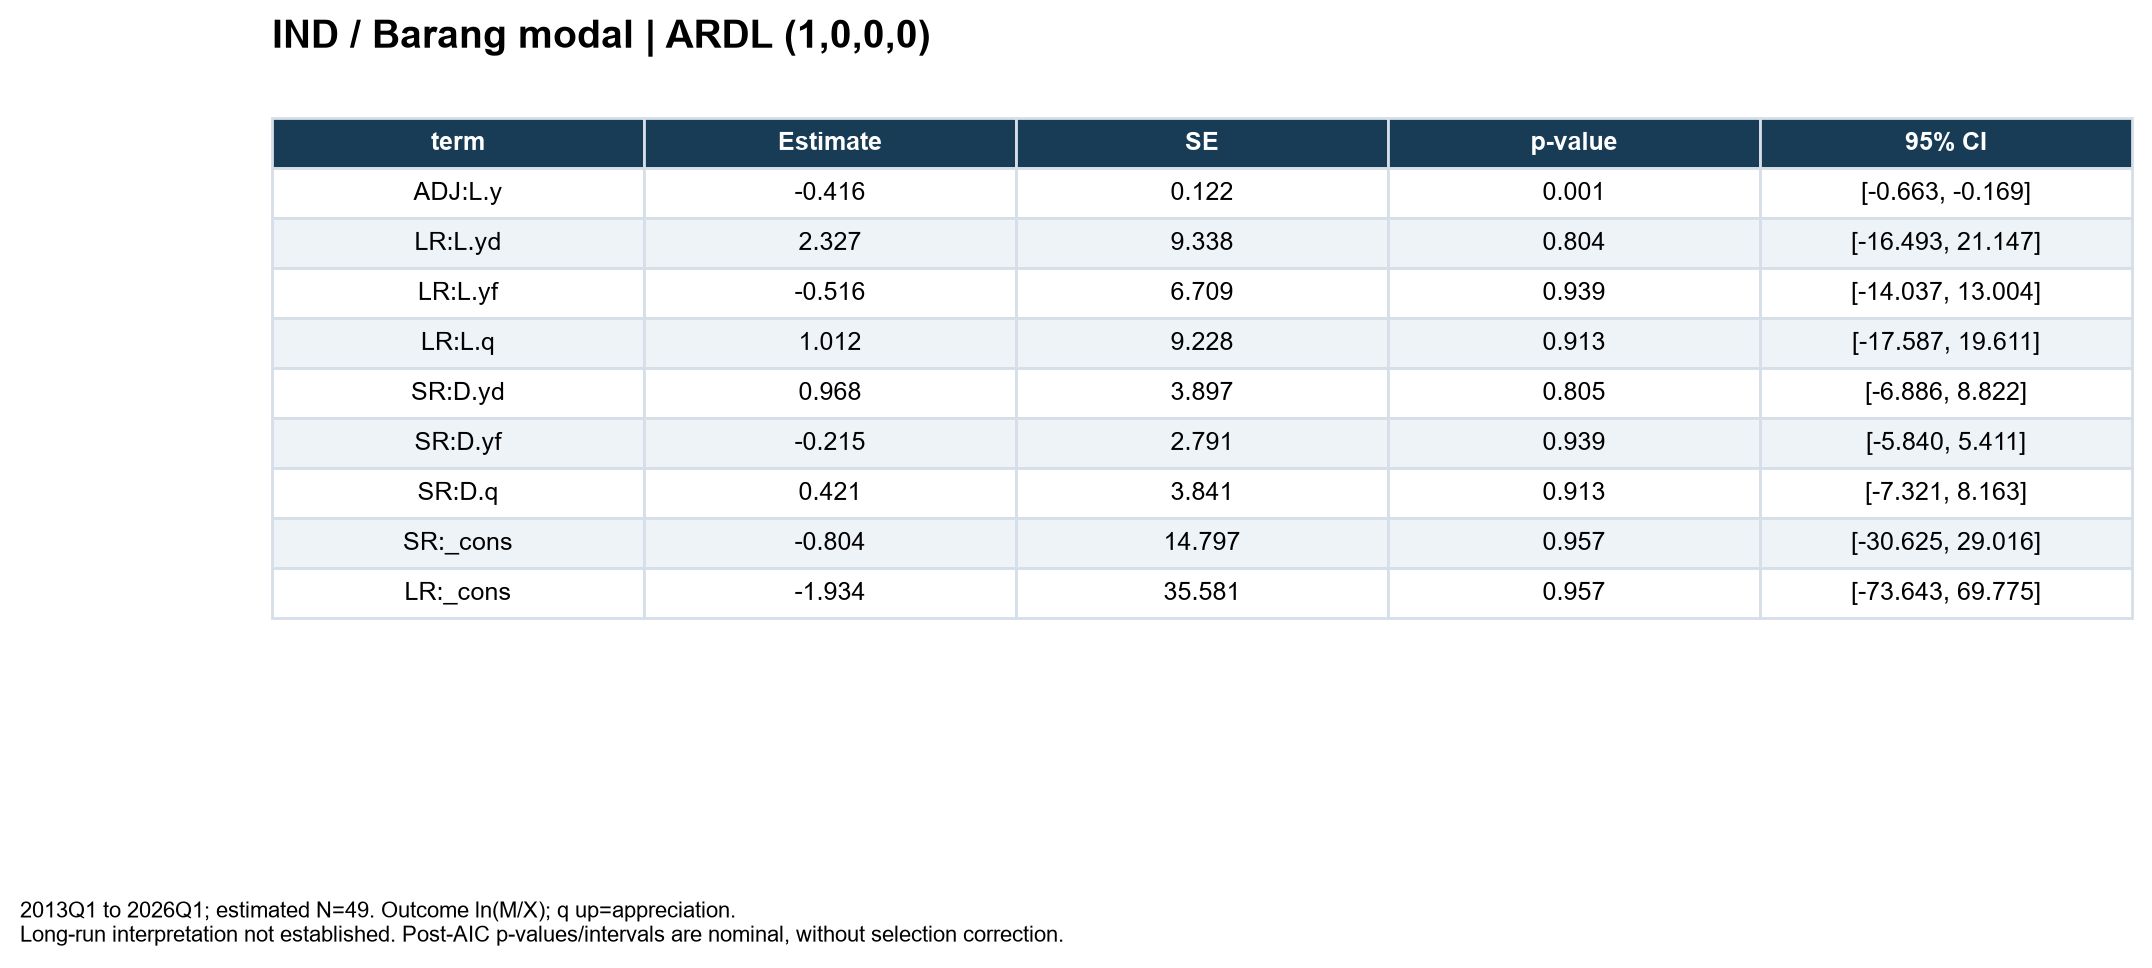 IND / Barang modal | ARDL (1,0,0,0)
term Estimate SE p-value 95% CI
ADJ:L.y -0.416 0.122 0.001 [-0.663, -0.169]
LR:L.yd 2.327 9.338 0.804 [-16.493, 21.147]
LR:L.yf -0.516 6.709 0.939 [-14.037, 13.004]
LR:L.q 1.012 9.228 0.913 [-17.587, 19.611]
SR:D.yd 0.968 3.897 0.805 [-6.886, 8.822]
SR:D.yf -0.215 2.791 0.939 [-5.840, 5.411]
SR:D.q 0.421 3.841 0.913 [-7.321, 8.163]
SR:_cons -0.804 14.797 0.957 [-30.625, 29.016]
LR:_cons -1.934 35.581 0.957 [-73.643, 69.775]
2013Q1 to 2026Q1; estimated N=49. Outcome ln(M/X); q up=appreciation.
Long-run interpretation not established. Post-AIC p-values/intervals are nominal, without selection correction.